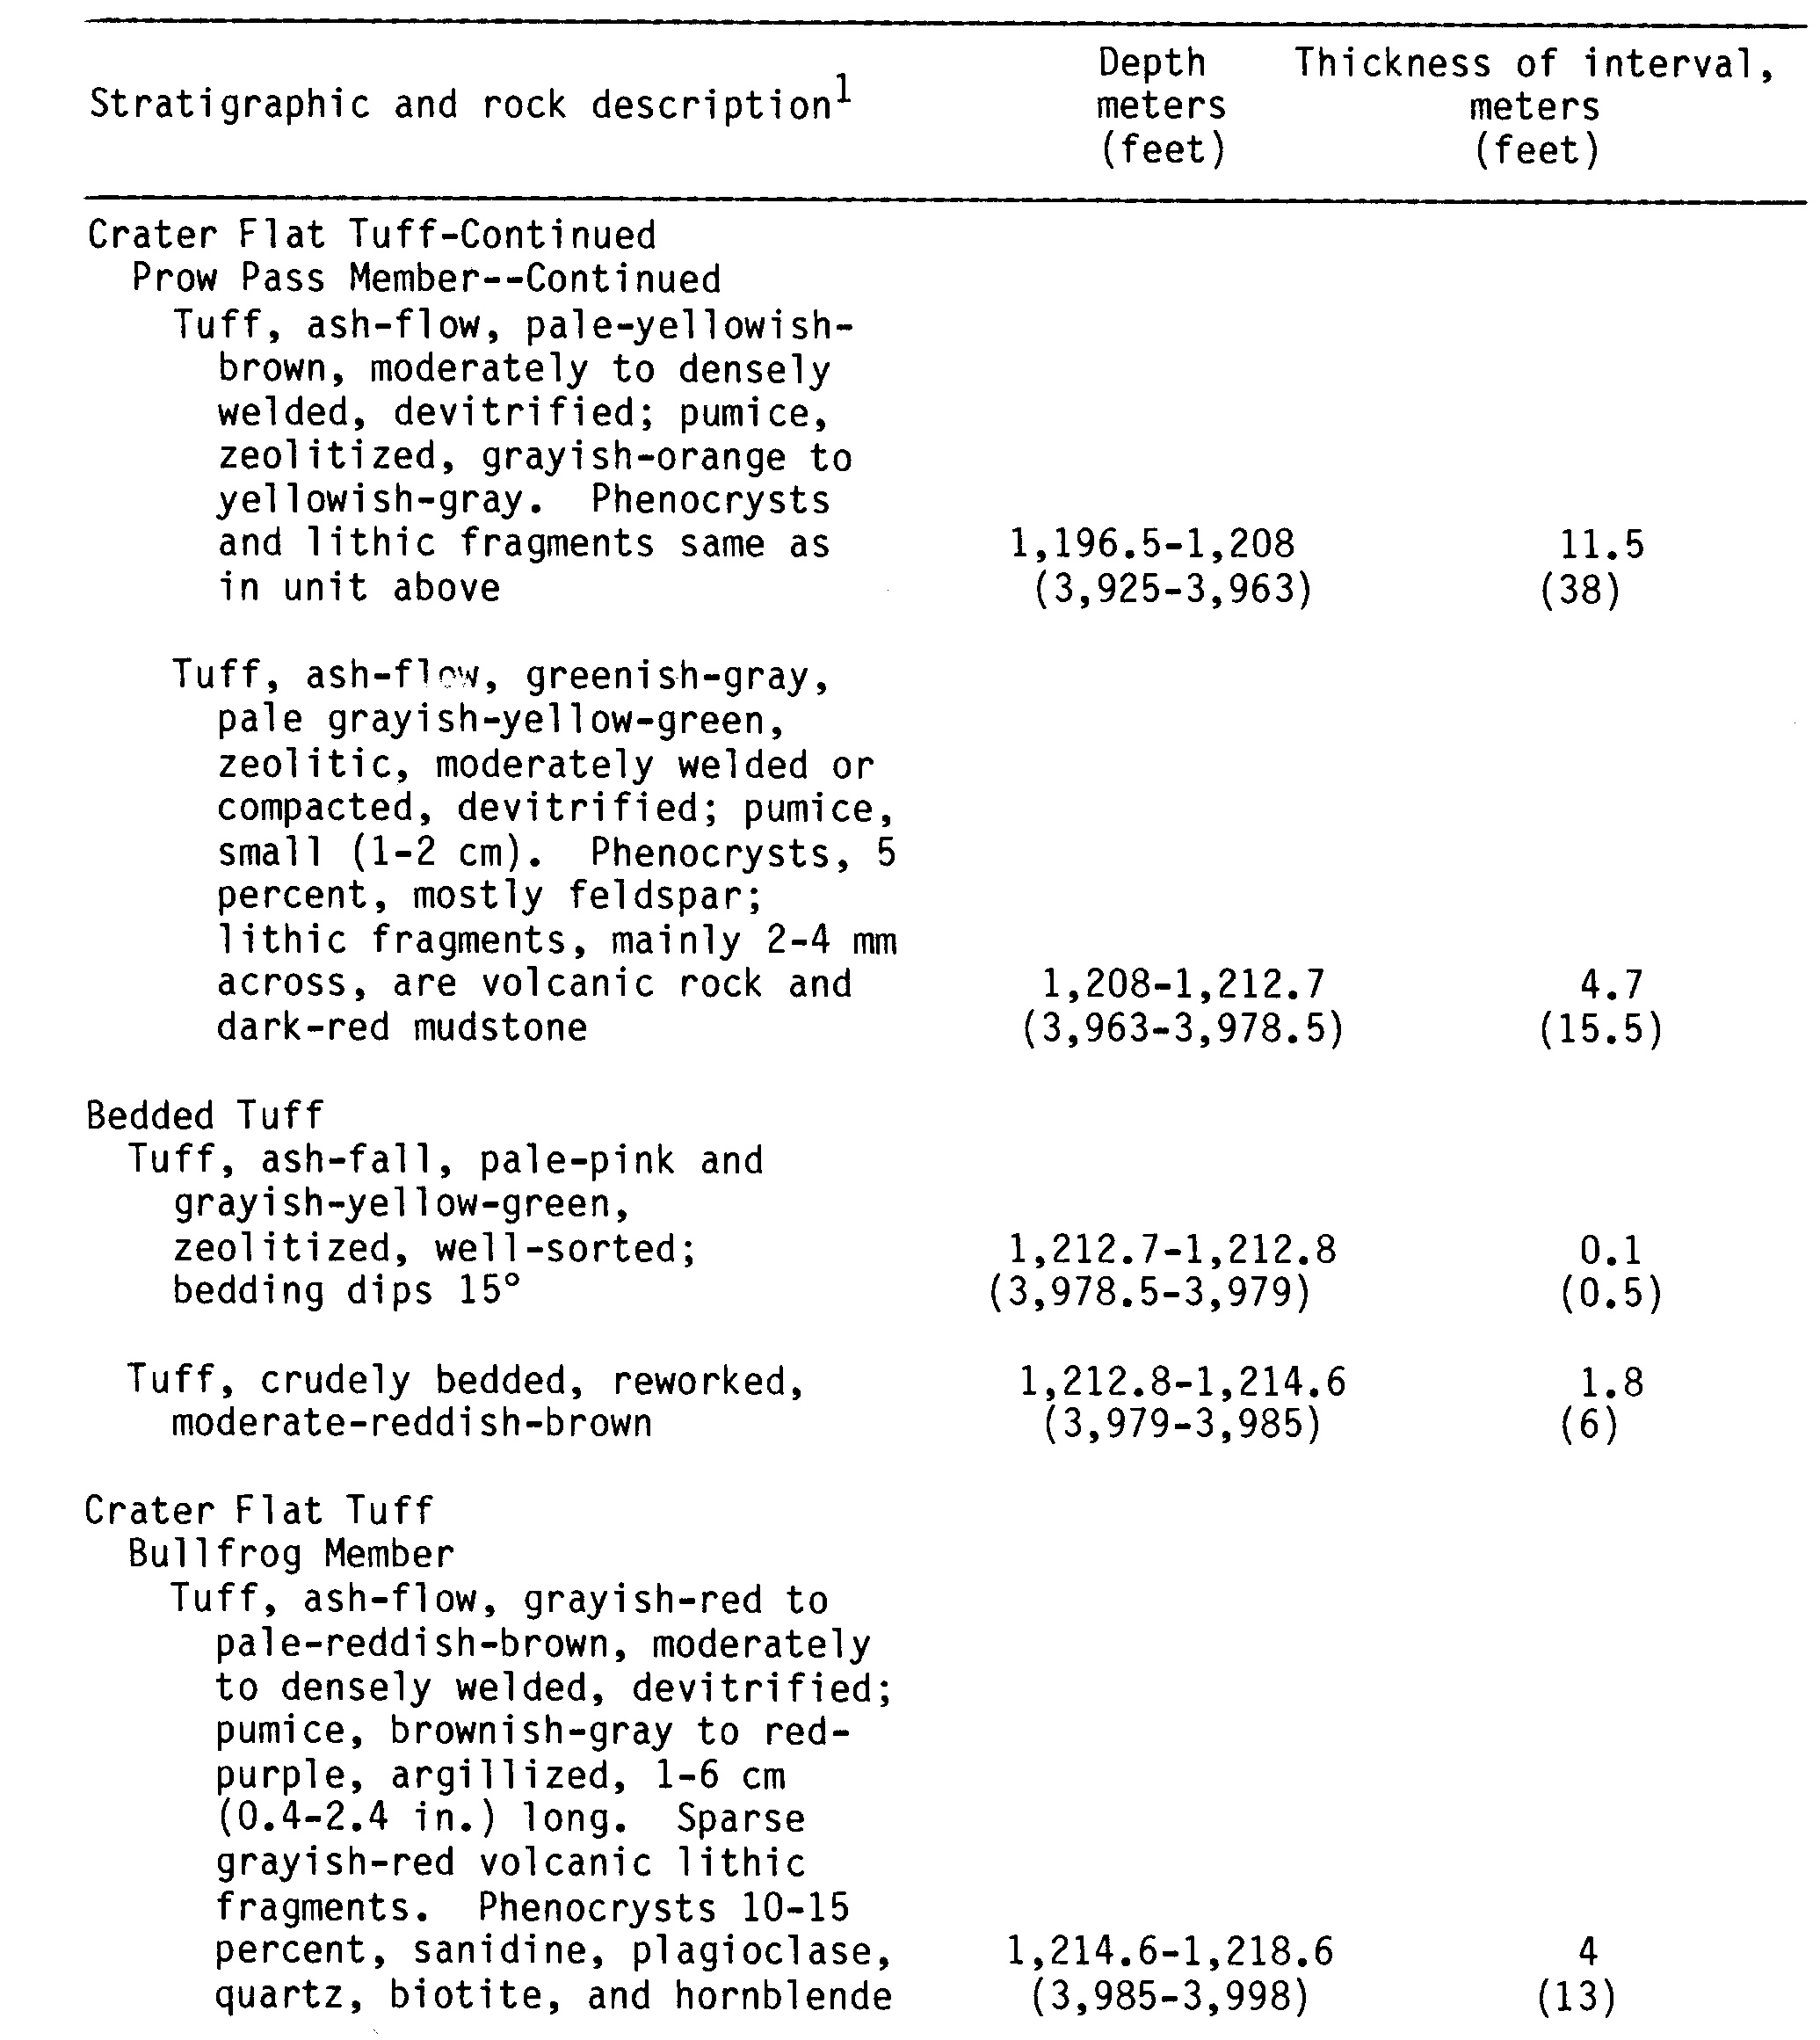 Stratigraphic and rock description1
Depth
meters
(feet)
Thickness of interval,
meters
(feet)
Crater Flat Tuff-Continued
Prow Pass Member--Continued
Tuff, ash-flow, pale-yellowish-
brown, moderately to densely
welded, devitrified; pumice,
zeolitized, grayish-orange to
yellowish-gray. Phenocrysts
and lithic fragments same as 1,196.5-1,208 11.5
in unit above (3,925-3,963) (38)
Tuff, ash-flow, greenish-gray,
pale grayish-yellow-green,
zeolitic, moderately welded or
compacted, devitrified; pumice,
small (1-2 cm). Phenocrysts, 5
percent, mostly feldspar;
lithic fragments, mainly 2-4 mm
across, are volcanic rock and 1,208-1,212.7 4.7
dark-red mudstone (3,963-3,978.5) (15.5)
Bedded Tuff
Tuff, ash-fall, pale-pink and
grayish-yellow-green,
zeolitized, well-sorted; 1,212.7-1,212.8 0.1
bedding dips 15° (3,978.5-3,979) (0.5)
Tuff, crudely bedded, reworked, 1,212.8-1,214.6 1.8
moderate-reddish-brown (3,979-3,985) (6)
Crater Flat Tuff
Bullfrog Member
Tuff, ash-flow, grayish-red to
pale-reddish-brown, moderately
to densely welded, devitrified;
pumice, brownish-gray to red-
purple, argillized, 1-6 cm
(0.4-2.4 in.) long. Sparse
grayish-red volcanic lithic
fragments. Phenocrysts 10-15
percent, sanidine, plagioclase, 1,214.6-1,218.6 4
quartz, biotite, and hornblende (3,985-3,998) (13)